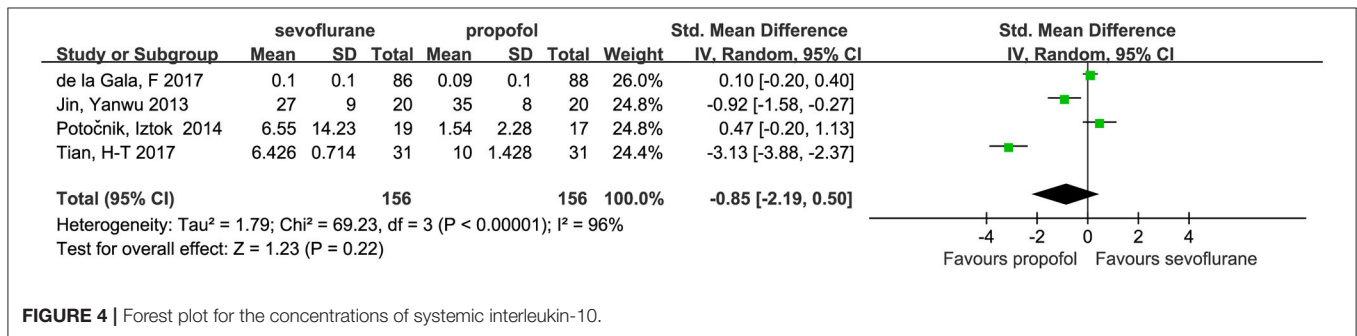 sevoflurane propofol Std. Mean Difference Std. Mean Difference
Study or Subgroup Mean SD Total Mean SD Total Weight IV, Random, 95% CI IV, Random, 95% CI
de la Gala, F 2017 0.1 0.1 86 0.09 0.1 88 26.0% 0.10 [-0.20, 0.40]
Jin, Yanwu 2013 27 9 20 35 8 20 24.8% -0.92 [-1.58, -0.27]
Potočnik, Iztok 2014 6.55 14.23 19 1.54 2.28 17 24.8% 0.47 [-0.20, 1.13]
Tian, H-T 2017 6.426 0.714 31 10 1.428 31 24.4% -3.13 [-3.88, -2.37]
Total (95% CI) 156 156 100.0% -0.85 [-2.19, 0.50]
Heterogeneity: Tau² = 1.79; Chi² = 69.23, df = 3 (P < 0.00001); I² = 96%
Test for overall effect: Z = 1.23 (P = 0.22)
-4 -2 0 2 4
Favours propofol Favours sevoflurane
FIGURE 4 | Forest plot for the concentrations of systemic interleukin-10.